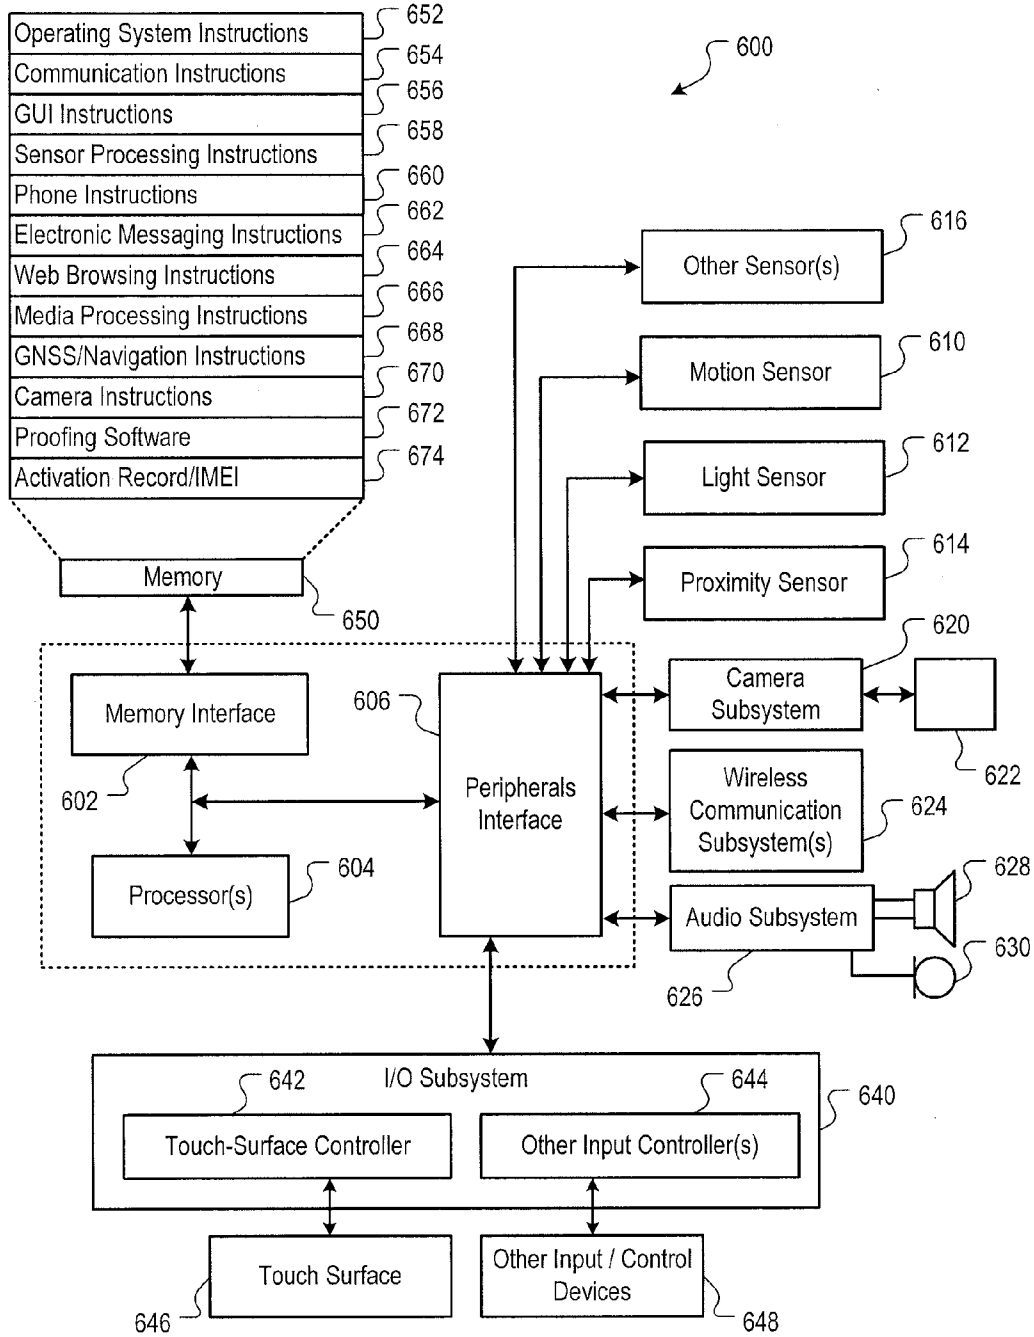 652
Operating System Instructions
654
Communication Instructions
656
GUI Instructions
658
Sensor Processing Instructions
660
Phone Instructions
662
Electronic Messaging Instructions
664
Web Browsing Instructions
666
Media Processing Instructions
668
GNSS/Navigation Instructions
670
Camera Instructions
672
Proofing Software
674
Activation Record/IMEI
Memory
650
600
616
Other Sensor(s)
610
Motion Sensor
612
Light Sensor
614
Proximity Sensor
620
Camera
Subsystem
622
606
Memory Interface
602
Peripherals
Interface
Wireless
Communication
Subsystem(s)
624
604
Processor(s)
628
Audio Subsystem
630
626
I/O Subsystem
642
644
640
Touch-Surface Controller
Other Input Controller(s)
Touch Surface
646
Other Input / Control
Devices
648